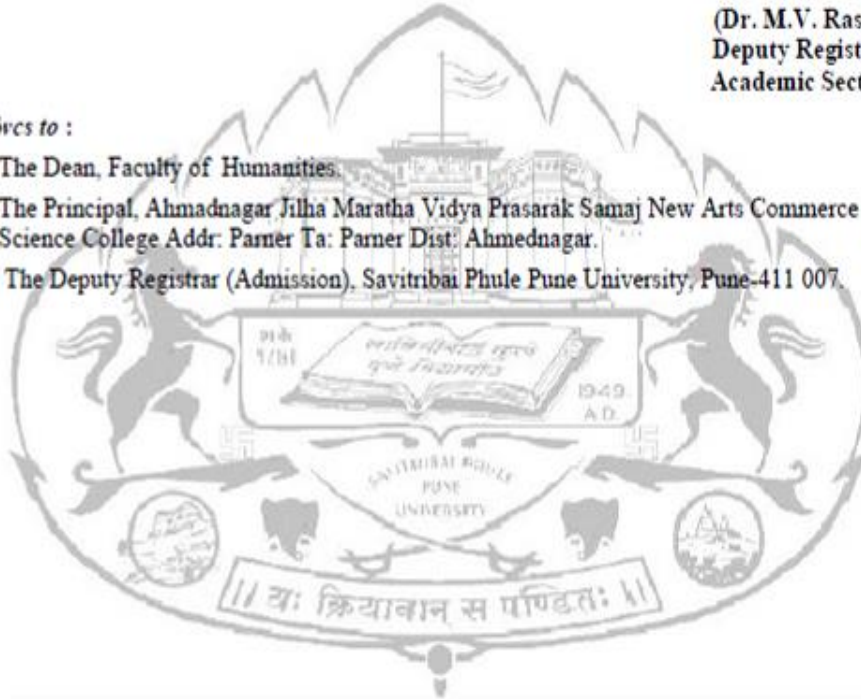 (Dr. M.V. Ras
Deputy Regist
Academic Sect
The Dean, Faculty of Humanities.
The Principal, Ahmadnagar Jilha Maratha Vidya Prasarak Samaj New Arts Commerce
Science College Addr: Parner Ta: Parner Dist: Ahmednagar.
The Deputy Registrar (Admission), Savitribai Phule Pune University, Pune-411 007.
1949
A.D.
SAVITRIBAI PHULE
PUNE
UNIVERSITY
|| यः क्रियावान् स पण्डितः ||